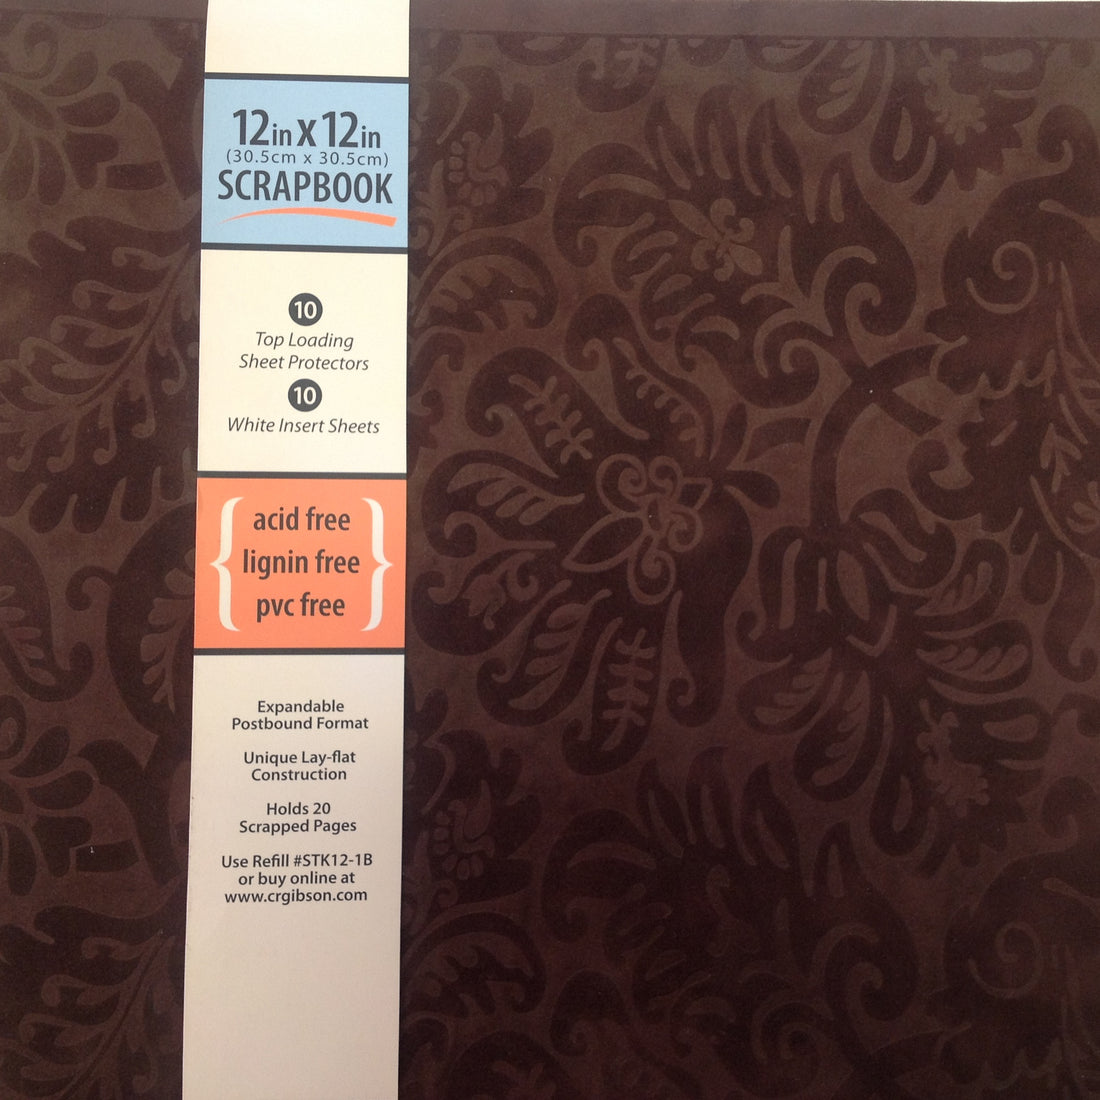 12in x 12in
(30.5cm x 30.5cm)
SCRAPBOOK
10
Top Loading
Sheet Protectors
10
White Insert Sheets
acid free
lignin free
pvc free
Expandable
Postbound Format
Unique Lay-flat
Construction
Holds 20
Scrapped Pages
Use Refill #STK12-1B
or buy online at
www.crgibson.com